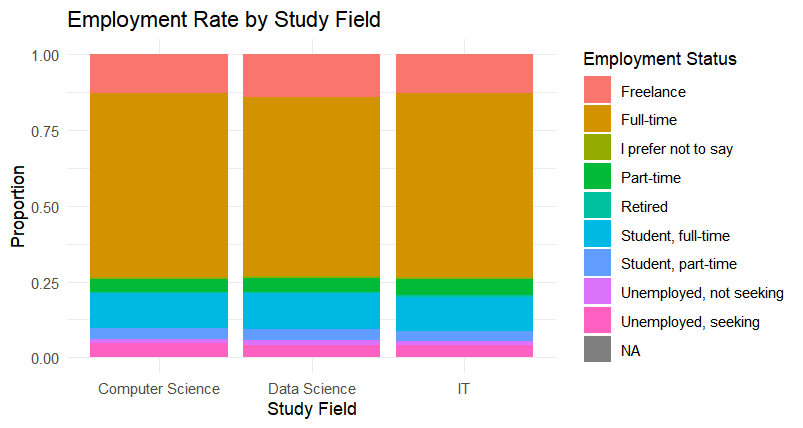 Employment Rate by Study Field
Proportion
1.00
0.75
0.50
0.25
0.00
Computer Science
Data Science
IT
Study Field
Employment Status
Freelance
Full-time
I prefer not to say
Part-time
Retired
Student, full-time
Student, part-time
Unemployed, not seeking
Unemployed, seeking
NA